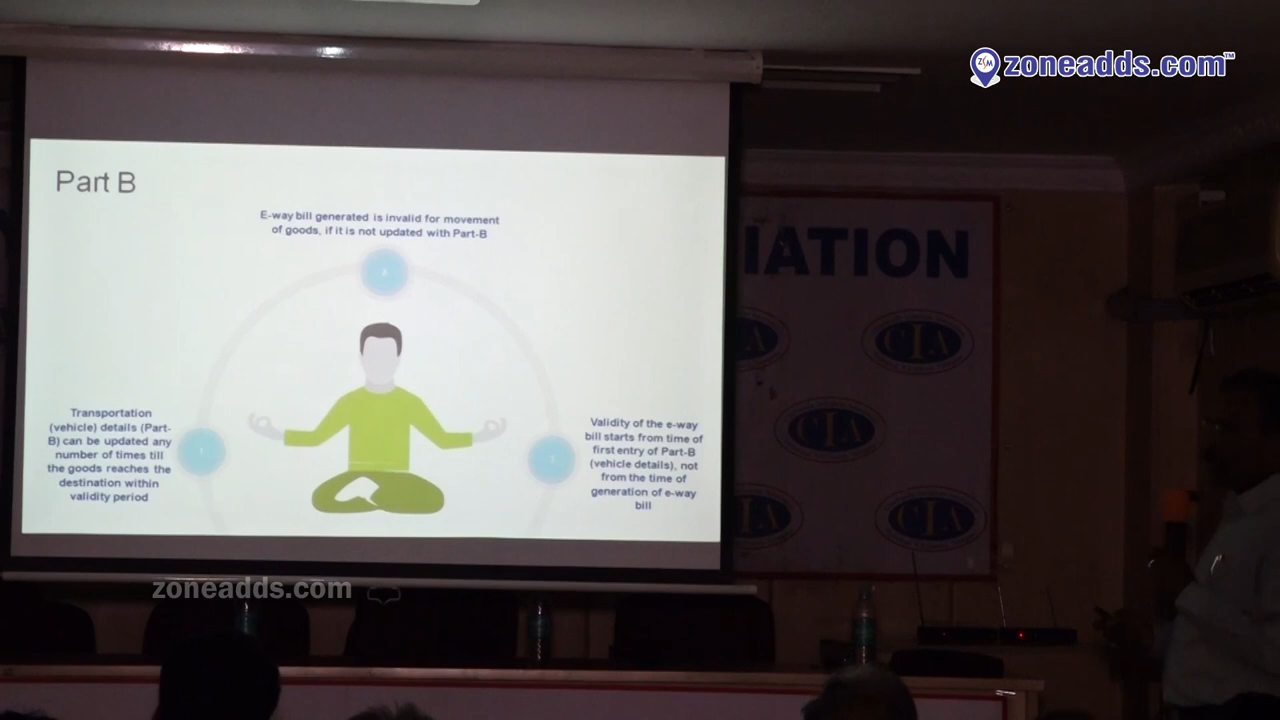 zoneadds.com™
Part B
E-way bill generated is invalid for movement
of goods, if it is not updated with Part-B
Transportation
(vehicle) details (Part-
B) can be updated any
number of times till
the goods reaches the
destination within
validity period
Validity of the e-way
bill starts from time of
first entry of Part-B
(vehicle details), not
from the time of
generation of e-way
bill
IATION
CIA
CIA
CIA
zoneadds.com